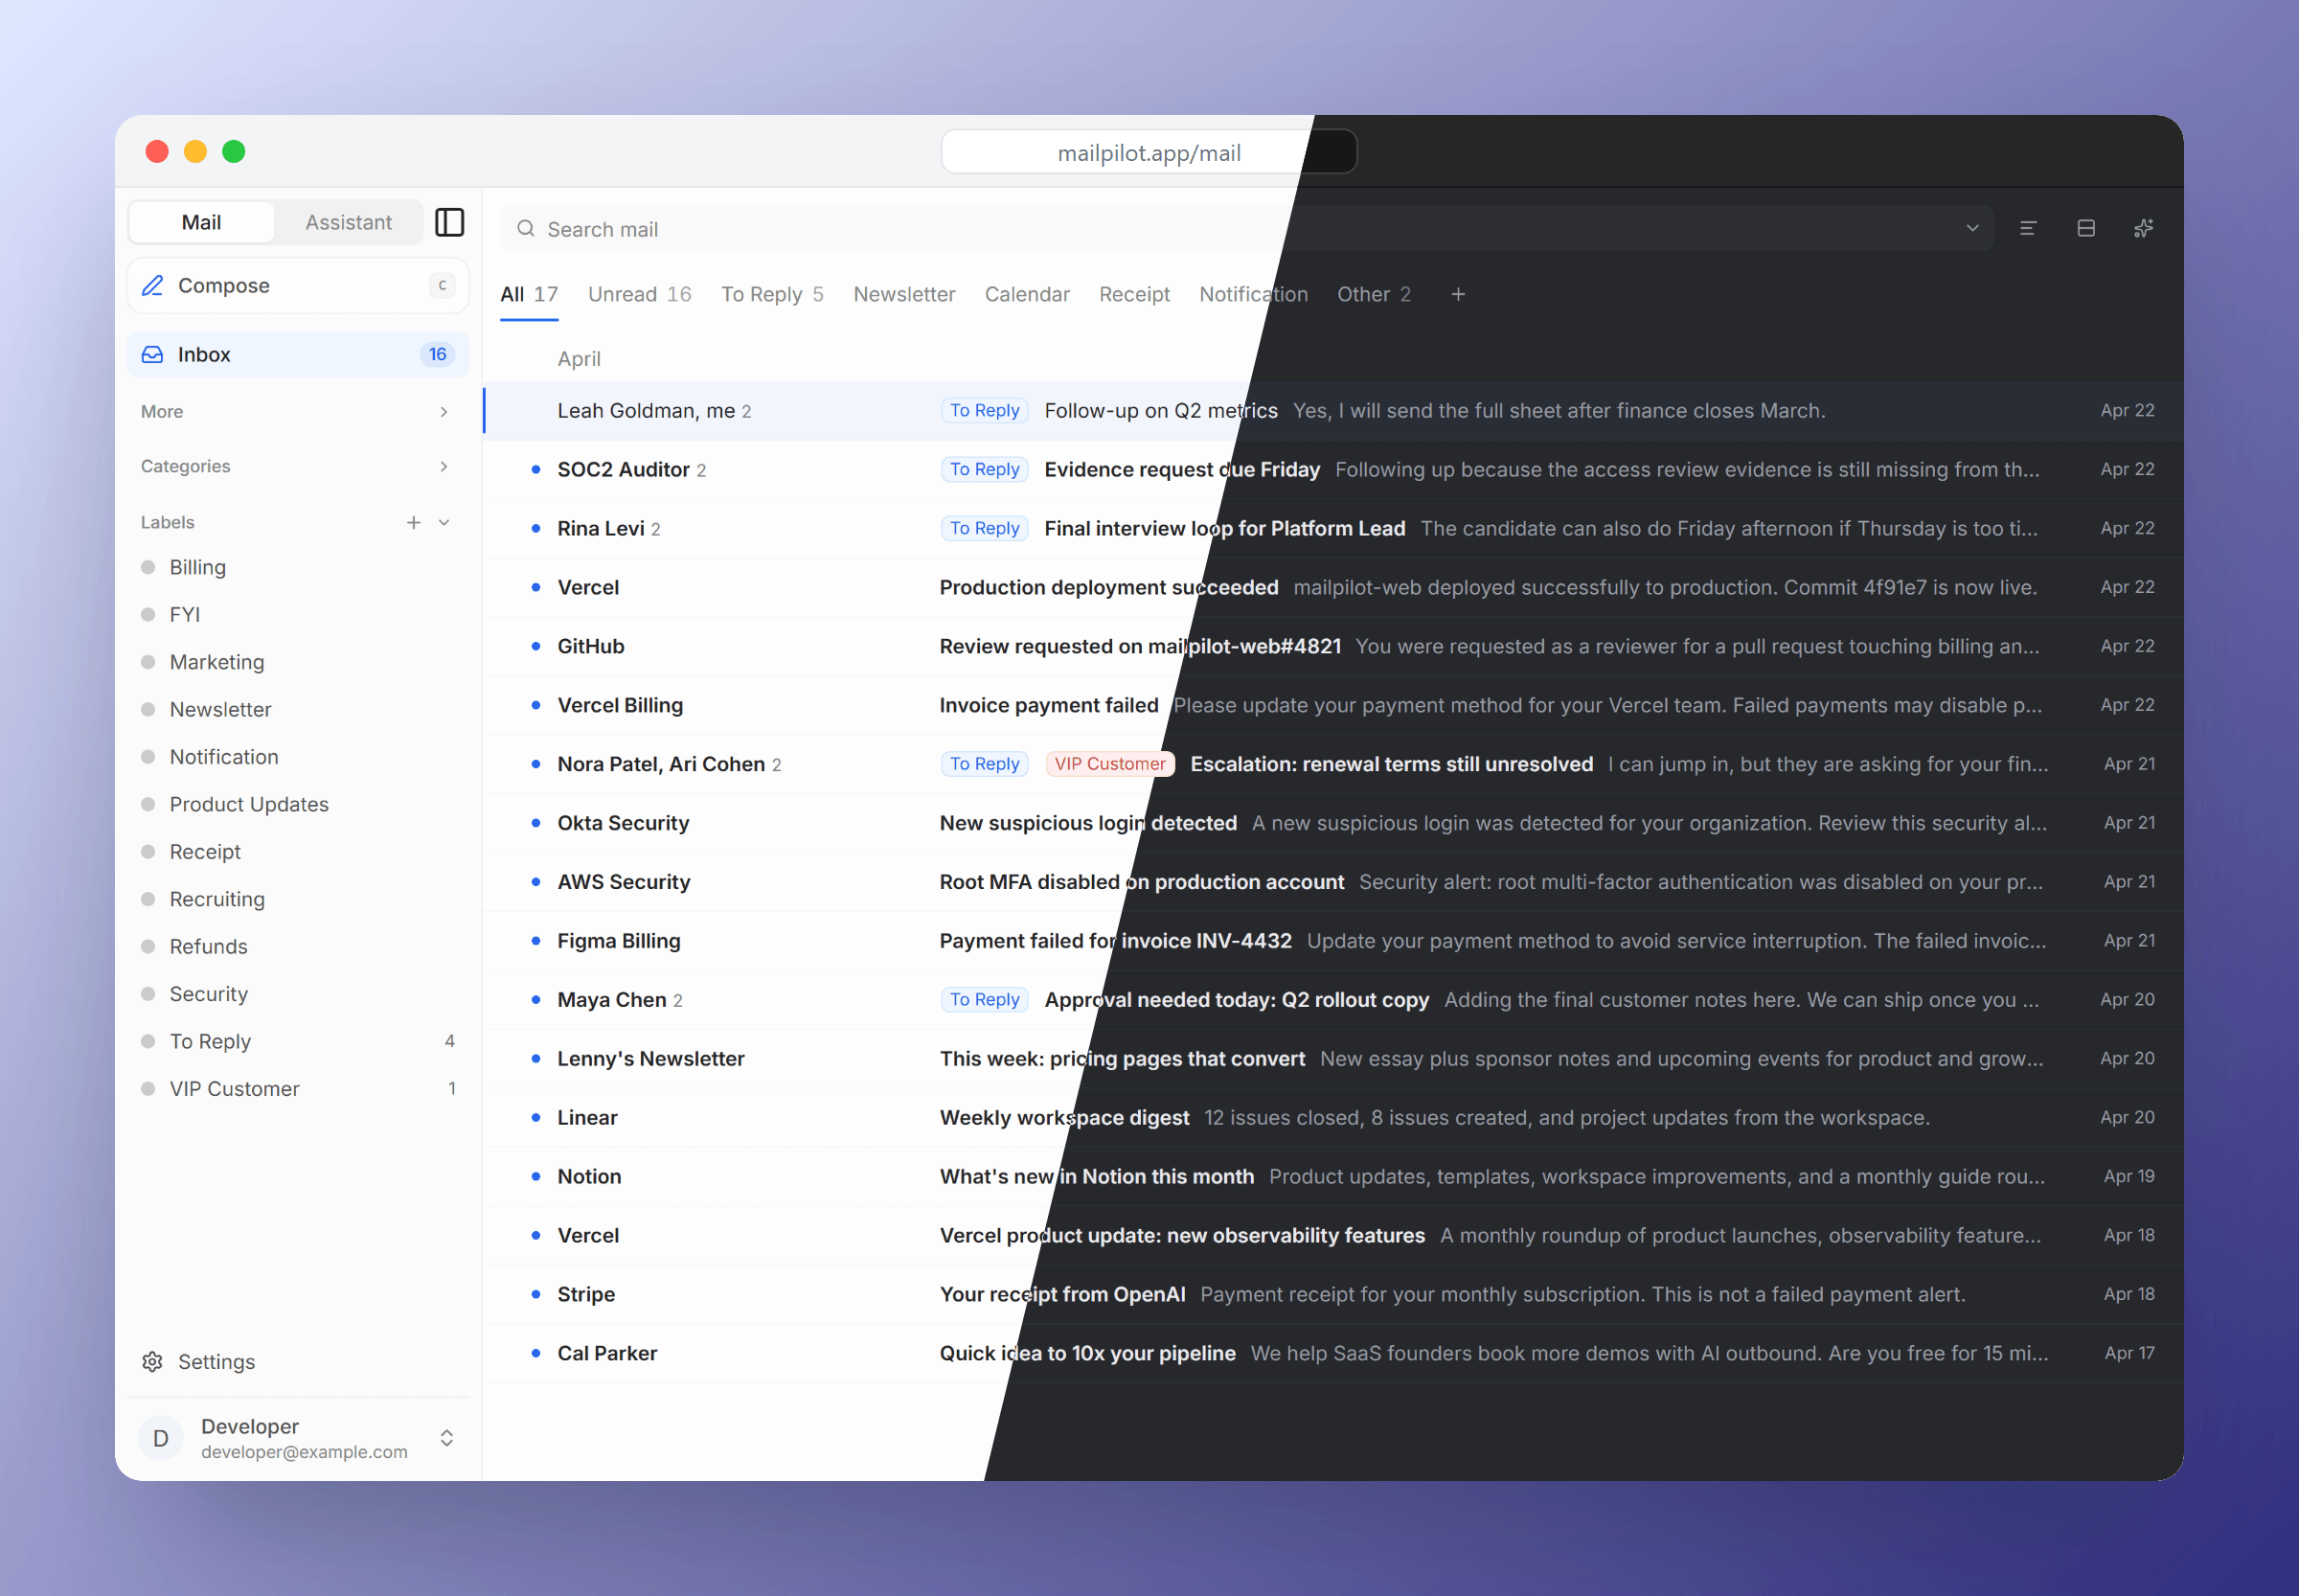 mailpilot.app/mail
Mail Assistant
Compose C
Inbox 16
More
Categories
Labels
Billing
FYI
Marketing
Newsletter
Notification
Product Updates
Receipt
Recruiting
Refunds
Security
To Reply 4
VIP Customer 1
Settings
D
Developer
developer@example.com
Search mail
All 17 Unread 16 To Reply 5 Newsletter Calendar Receipt Notification Other 2
April
Leah Goldman, me 2 To Reply Follow-up on Q2 metrics Yes, I will send the full sheet after finance closes March. Apr 22
SOC2 Auditor 2 To Reply Evidence request due Friday Following up because the access review evidence is still missing from th... Apr 22
Rina Levi 2 To Reply Final interview loop for Platform Lead The candidate can also do Friday afternoon if Thursday is too ti... Apr 22
Vercel Production deployment succeeded mailpilot-web deployed successfully to production. Commit 4f91e7 is now live. Apr 22
GitHub Review requested on mailpilot-web#4821 You were requested as a reviewer for a pull request touching billing an... Apr 22
Vercel Billing Invoice payment failed Please update your payment method for your Vercel team. Failed payments may disable p... Apr 22
Nora Patel, Ari Cohen 2 To Reply VIP Customer Escalation: renewal terms still unresolved I can jump in, but they are asking for your fin... Apr 21
Okta Security New suspicious login detected A new suspicious login was detected for your organization. Review this security al... Apr 21
AWS Security Root MFA disabled on production account Security alert: root multi-factor authentication was disabled on your pr... Apr 21
Figma Billing Payment failed for invoice INV-4432 Update your payment method to avoid service interruption. The failed invoic... Apr 21
Maya Chen 2 To Reply Approval needed today: Q2 rollout copy Adding the final customer notes here. We can ship once you ... Apr 20
Lenny's Newsletter This week: pricing pages that convert New essay plus sponsor notes and upcoming events for product and grow... Apr 20
Linear Weekly workspace digest 12 issues closed, 8 issues created, and project updates from the workspace. Apr 20
Notion What's new in Notion this month Product updates, templates, workspace improvements, and a monthly guide rou... Apr 19
Vercel Vercel product update: new observability features A monthly roundup of product launches, observability feature... Apr 18
Stripe Your receipt from OpenAI Payment receipt for your monthly subscription. This is not a failed payment alert. Apr 18
Cal Parker Quick idea to 10x your pipeline We help SaaS founders book more demos with AI outbound. Are you free for 15 mi... Apr 17